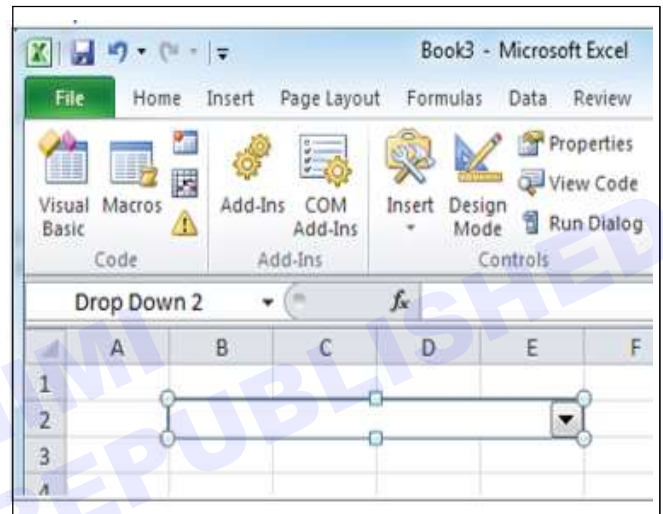 Book3 - Microsoft Excel
File Home Insert Page Layout Formulas Data Review
Visual Basic Macros Add-Ins COM Add-Ins Insert Design Mode Properties
View Code
Run Dialog
Code Add-Ins Controls
Drop Down 2 fx
A B C D E F
1
2
3
4